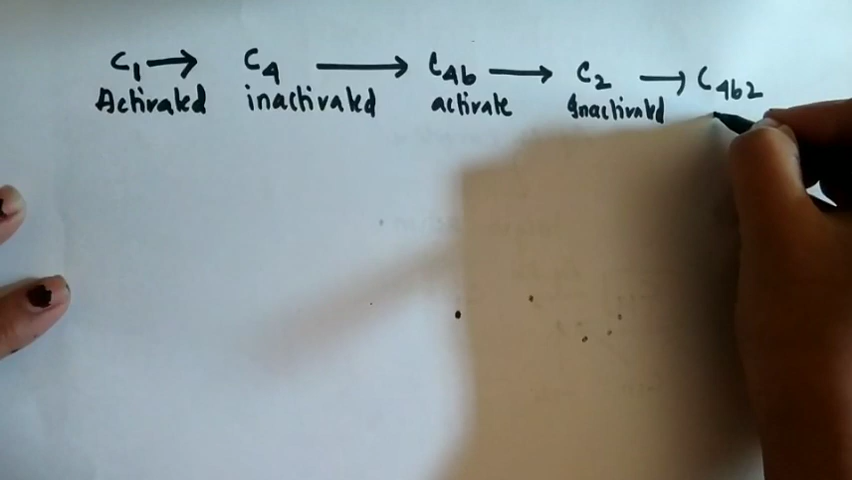 C1 → C4 → C4b → C2 → C4b2
Activated inactivated activate Inactivated